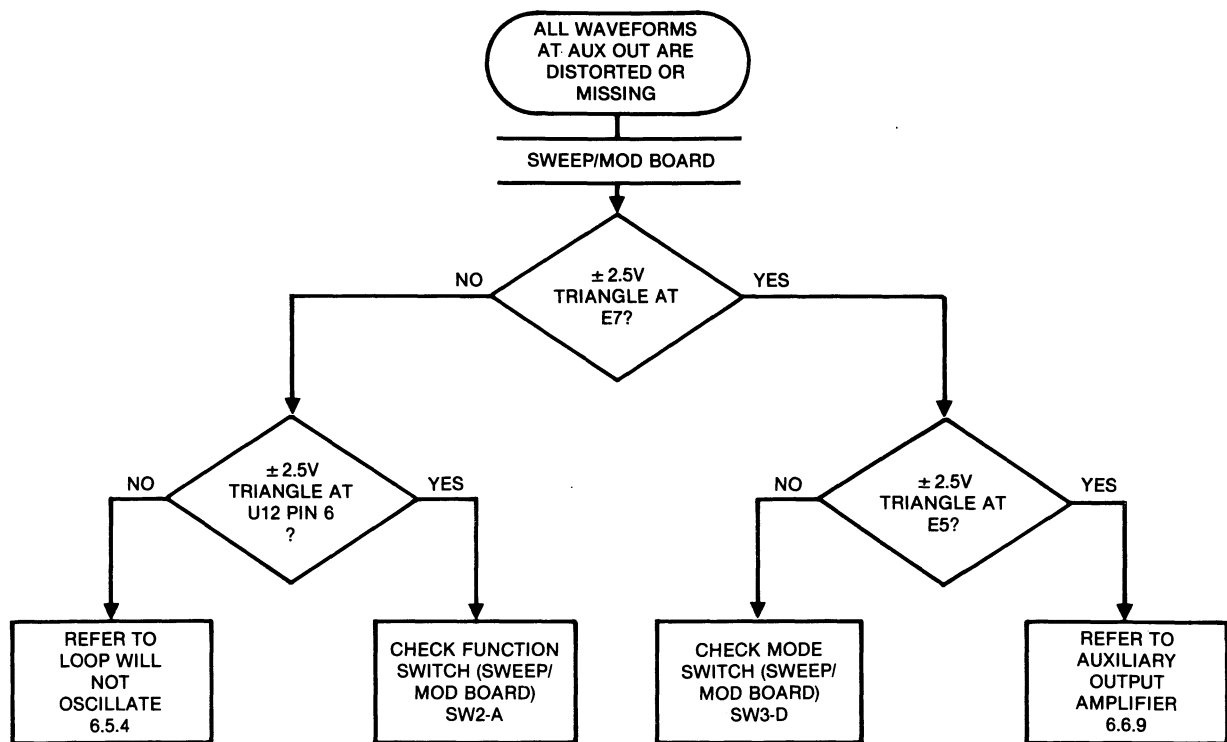 ALL WAVEFORMS
AT AUX OUT ARE
DISTORTED OR
MISSING
SWEEP/MOD BOARD
± 2.5V
TRIANGLE AT
E7?
NO
YES
± 2.5V
TRIANGLE AT
U12 PIN 6
?
NO
YES
± 2.5V
TRIANGLE AT
E5?
NO
YES
REFER TO
LOOP WILL
NOT
OSCILLATE
6.5.4
CHECK FUNCTION
SWITCH (SWEEP/
MOD BOARD)
SW2-A
CHECK MODE
SWITCH (SWEEP/
MOD BOARD)
SW3-D
REFER TO
AUXILIARY
OUTPUT
AMPLIFIER
6.6.9